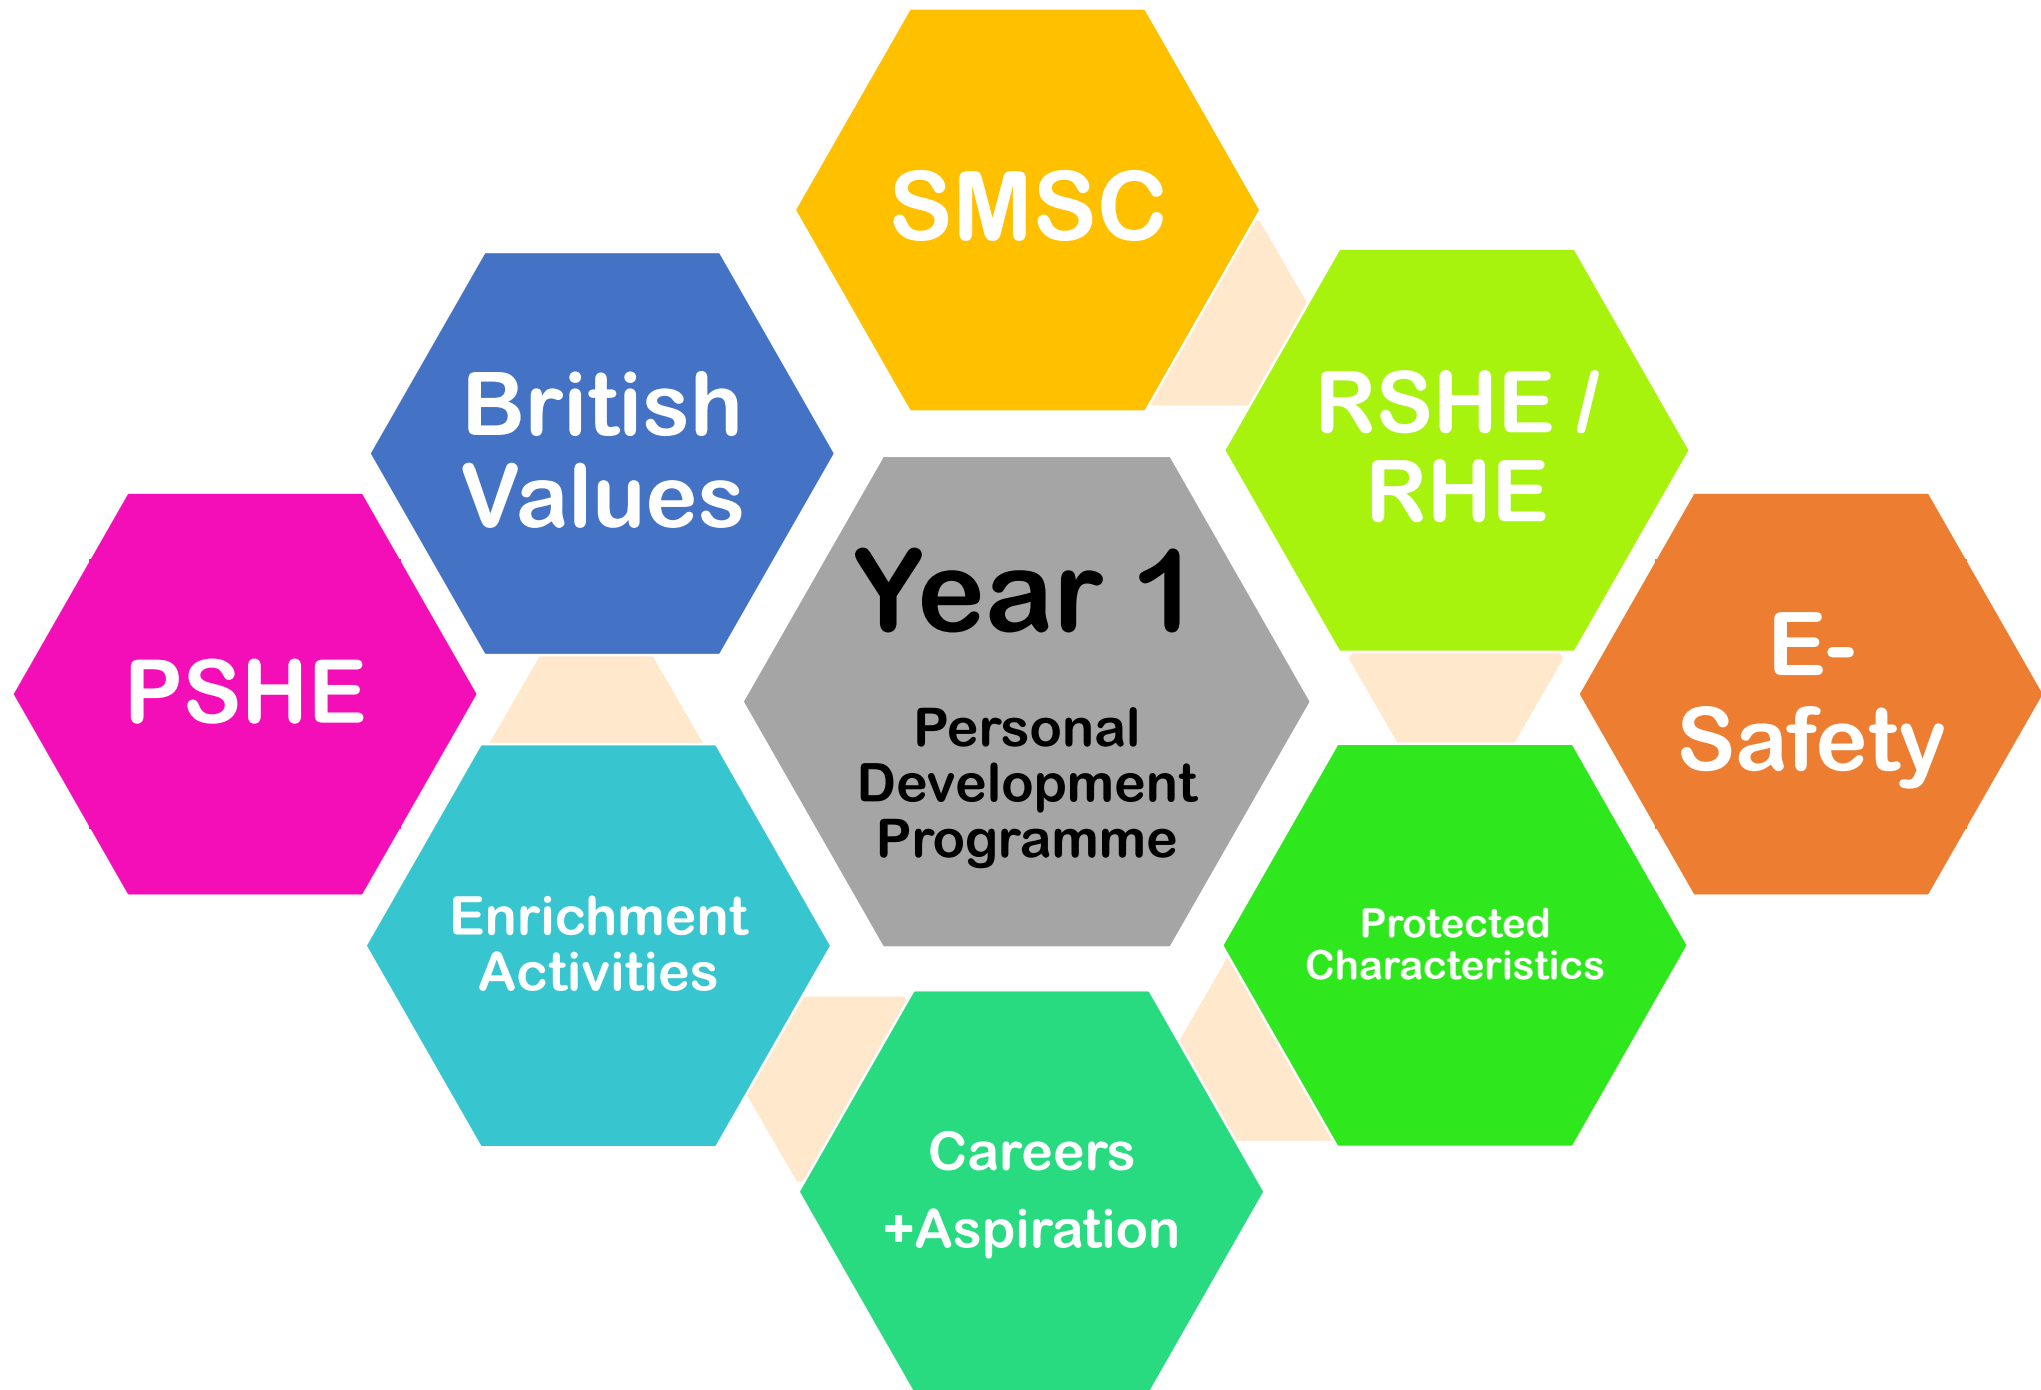 SMSC
British
Values
RSHE /
RHE
PSHE
Year 1
Personal
Development
Programme
E-
Safety
Enrichment
Activities
Protected
Characteristics
Careers
+Aspiration